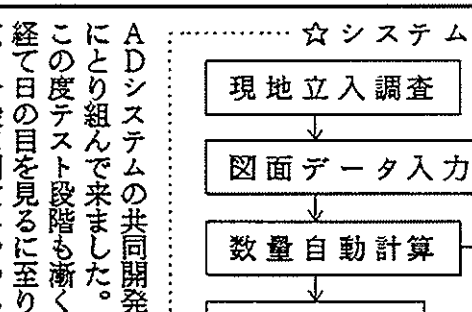 ☆システム
現地立入調査
図面データ入力
数量自動計算
ADシステムの共同開発
にとり組んで来ました。
この度テスト段階も漸く
経て日の目を見るに至り